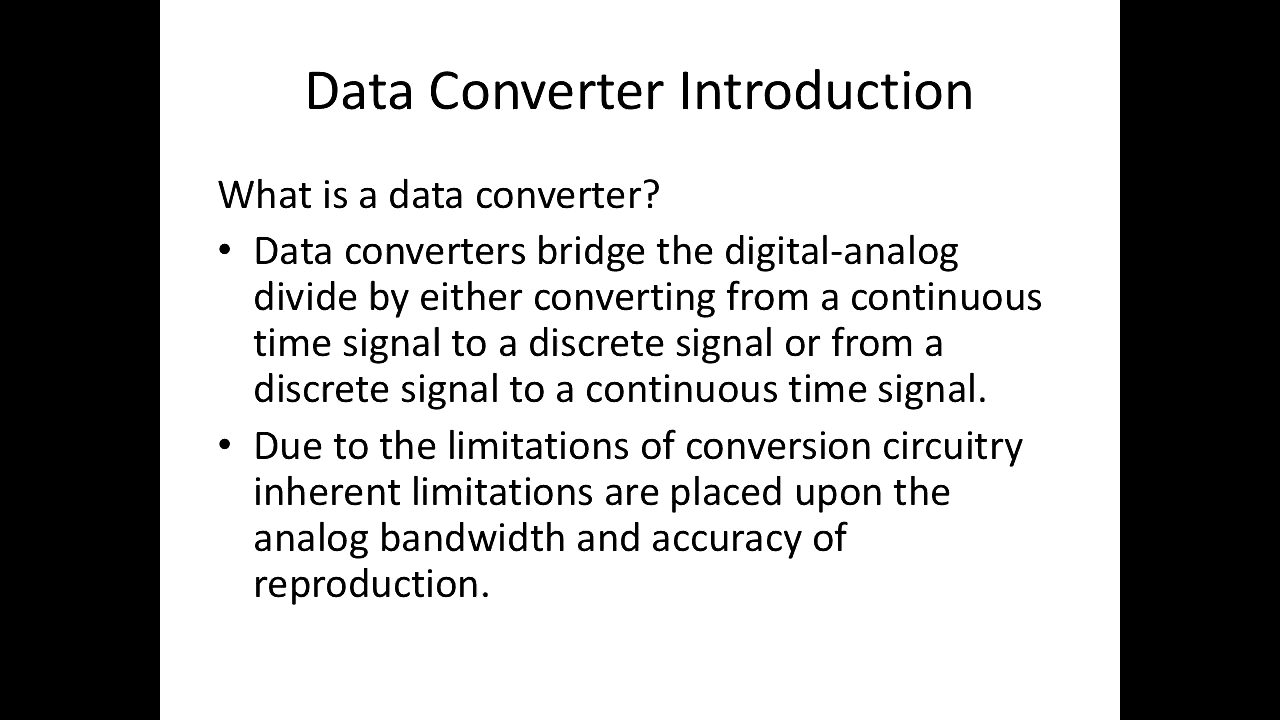 Data Converter Introduction
What is a data converter?
• Data converters bridge the digital-analog
divide by either converting from a continuous
time signal to a discrete signal or from a
discrete signal to a continuous time signal.
• Due to the limitations of conversion circuitry
inherent limitations are placed upon the
analog bandwidth and accuracy of
reproduction.